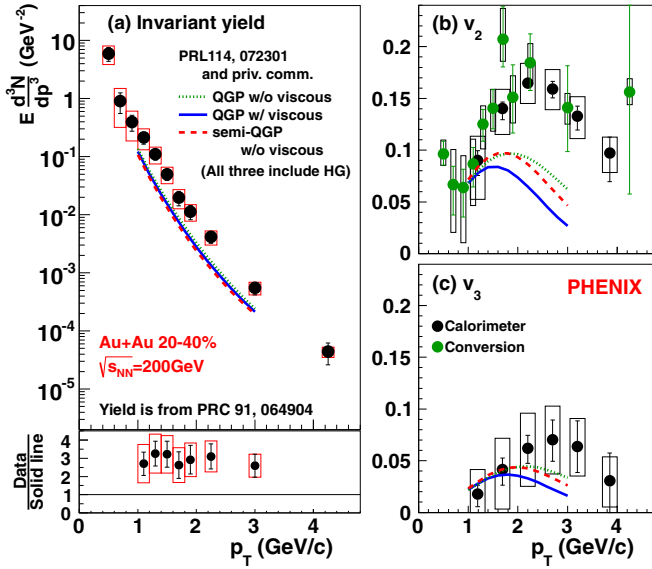 (a) Invariant yield
E d³N/dp³ (GeV⁻²)
PRL114, 072301
and priv. comm.
QGP w/o viscous
QGP w/ viscous
semi-QGP
w/o viscous
(All three include HG)
10
1
10⁻¹
10⁻²
10⁻³
10⁻⁴
10⁻⁵
Au+Au 20-40%
√sNN=200GeV
Yield is from PRC 91, 064904
Data
Solid line
4
3
2
1
0
0 1 2 3 4
pT (GeV/c)
(b) v2
0.2
0.15
0.1
0.05
0
(c) v3
PHENIX
Calorimeter
Conversion
0.2
0.15
0.1
0.05
0
0 1 2 3 4
pT (GeV/c)